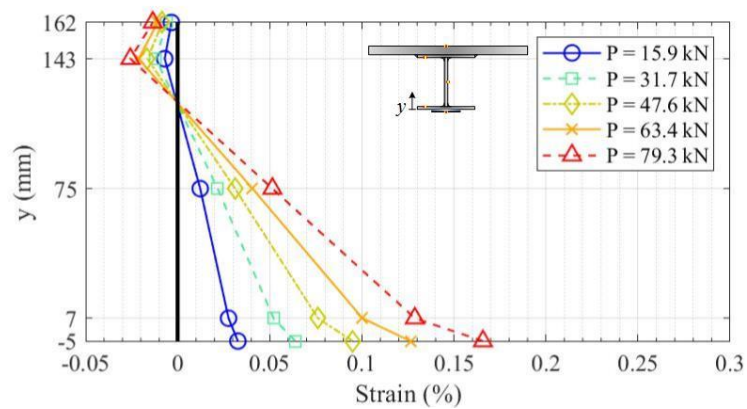 162
143
75
7
-5
y (mm)
-0.05 0 0.05 0.1 0.15 0.2 0.25 0.3
Strain (%)
y
P = 15.9 kN
P = 31.7 kN
P = 47.6 kN
P = 63.4 kN
P = 79.3 kN